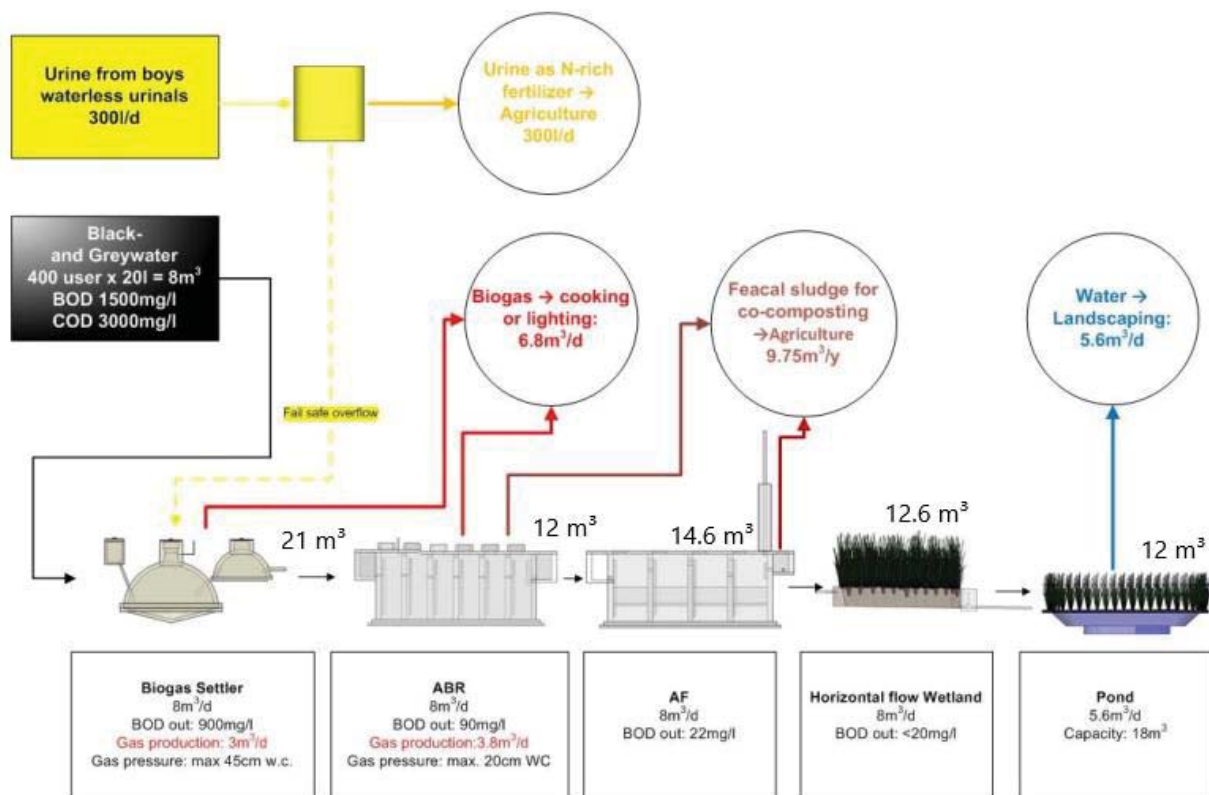 Urine from boys
waterless urinals
300l/d
Urine as N-rich
fertilizer →
Agriculture
300l/d
Black-
and Greywater
400 user x 20l = 8m³
BOD 1500mg/l
COD 3000mg/l
Biogas → cooking
or lighting:
6.8m³/d
Feacal sludge for
co-composting
→Agriculture
9.75m³/y
Water →
Landscaping:
5.6m³/d
Fail safe overflow
21 m³
12 m³
14.6 m³
12.6 m³
12 m³
Biogas Settler
8m³/d
BOD out: 900mg/l
Gas production: 3m³/d
Gas pressure: max 45cm w.c.
ABR
8m³/d
BOD out: 90mg/l
Gas production:3.8m³/d
Gas pressure: max. 20cm WC
AF
8m³/d
BOD out: 22mg/l
Horizontal flow Wetland
8m³/d
BOD out: <20mg/l
Pond
5.6m³/d
Capacity: 18m³